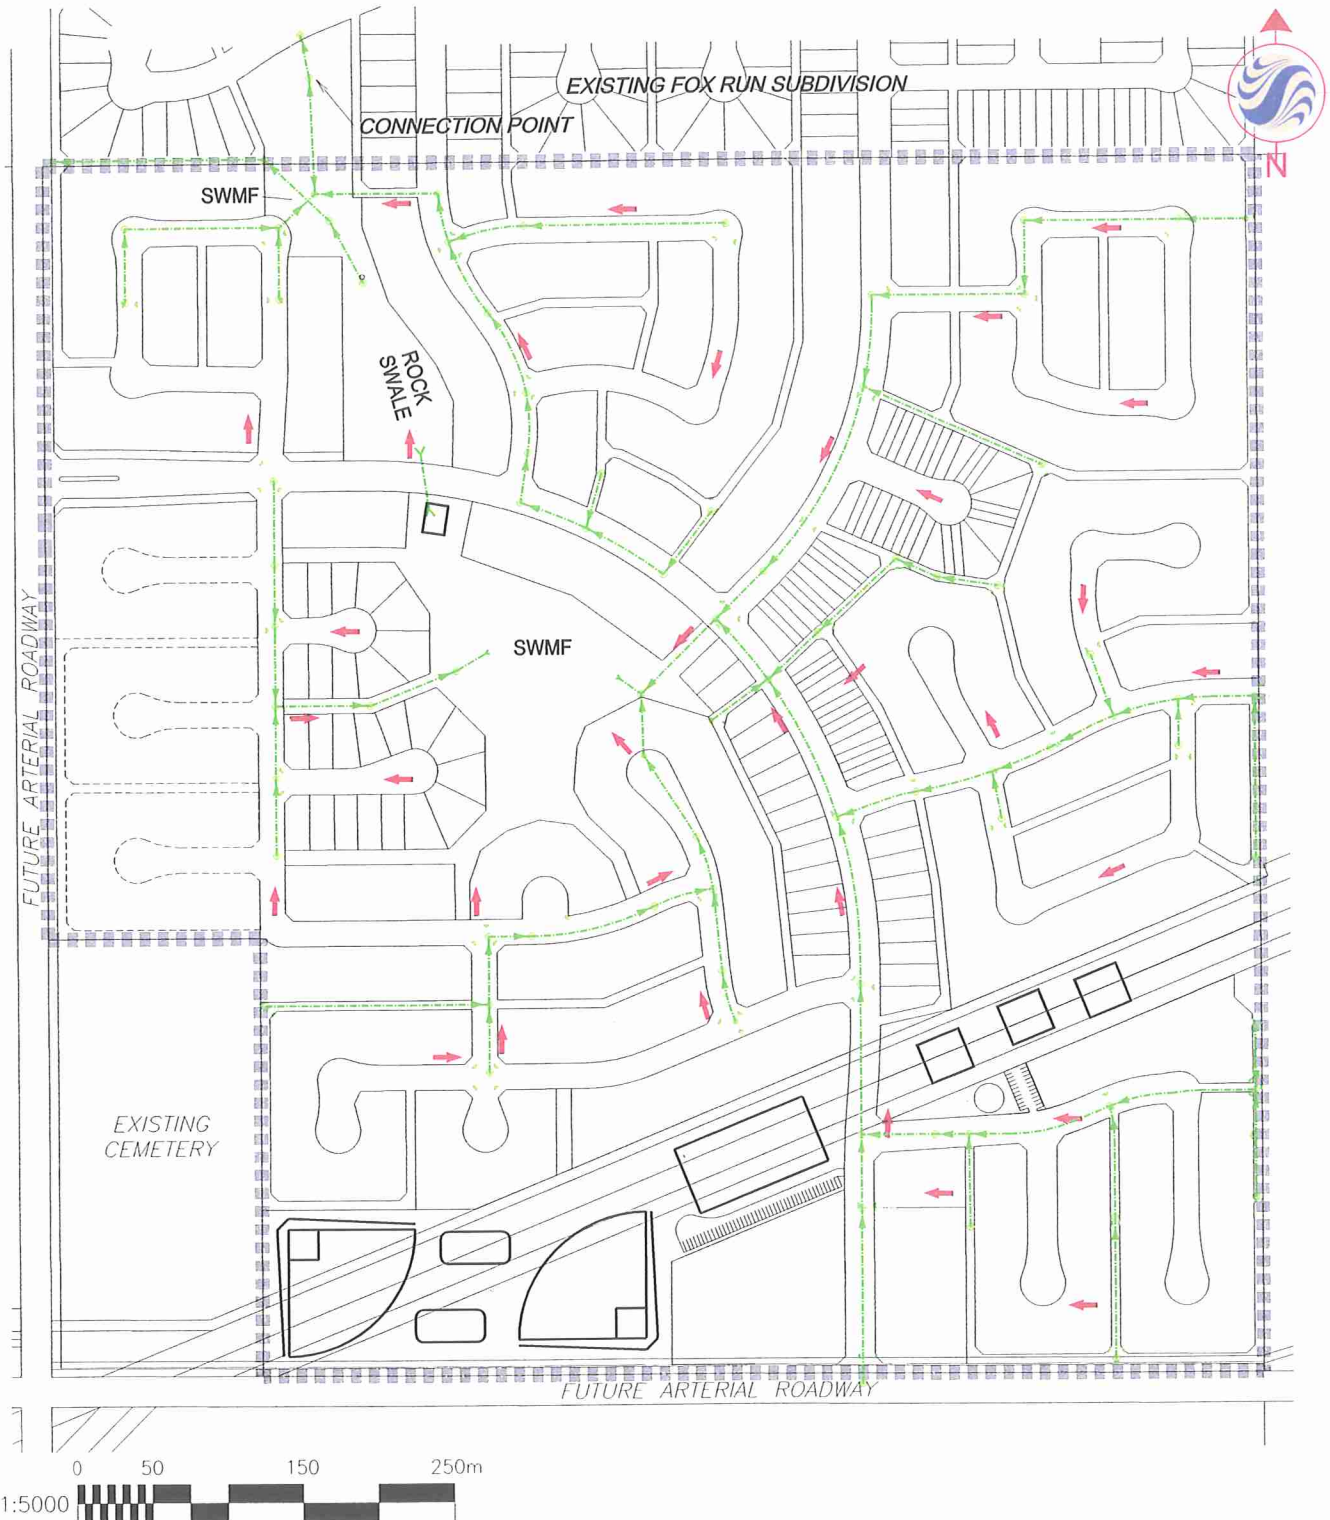 EXISTING FOX RUN SUBDIVISION
CONNECTION POINT
N
SWMF
ROCK
SWALE
FUTURE ARTERIAL ROADWAY
SWMF
EXISTING
CEMETERY
FUTURE ARTERIAL ROADWAY
0 50 150 250m
1:5000